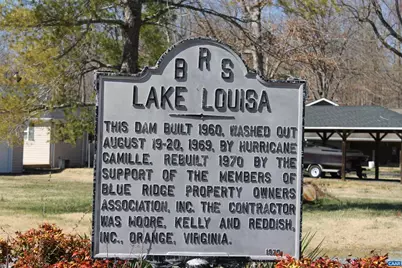 BRS
LAKE LOUISA
THIS DAM BUILT 1960, WASHED OUT
AUGUST 19-20, 1969, BY HURRICANE
CAMILLE. REBUILT 1970 BY THE
SUPPORT OF THE MEMBERS OF
BLUE RIDGE PROPERTY OWNERS
ASSOCIATION, INC. THE CONTRACTOR
WAS WOORE, KELLY AND REDDISH,
INC., ORANGE, VIRGINIA.